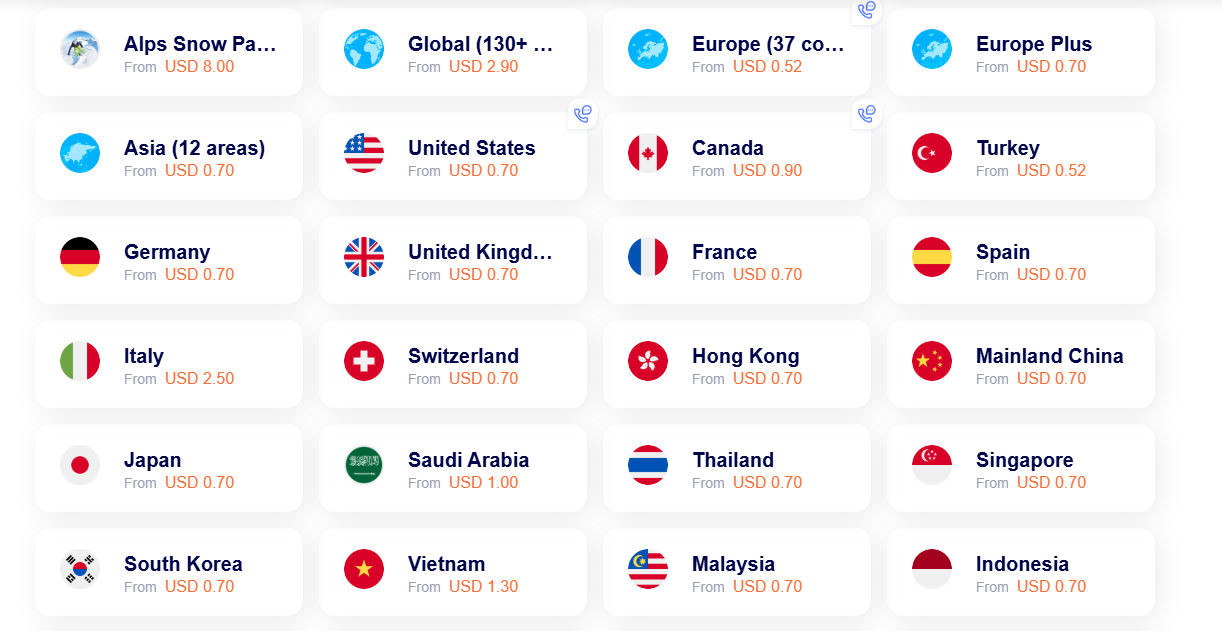 Alps Snow Pa...
From USD 8.00
Global (130+ ...
From USD 2.90
Europe (37 co...
From USD 0.52
Europe Plus
From USD 0.70
Asia (12 areas)
From USD 0.70
United States
From USD 0.70
Canada
From USD 0.90
Turkey
From USD 0.52
Germany
From USD 0.70
United Kingd...
From USD 0.70
France
From USD 0.70
Spain
From USD 0.70
Italy
From USD 2.50
Switzerland
From USD 0.70
Hong Kong
From USD 0.70
Mainland China
From USD 0.70
Japan
From USD 0.70
Saudi Arabia
From USD 1.00
Thailand
From USD 0.70
Singapore
From USD 0.70
South Korea
From USD 0.70
Vietnam
From USD 1.30
Malaysia
From USD 0.70
Indonesia
From USD 0.70